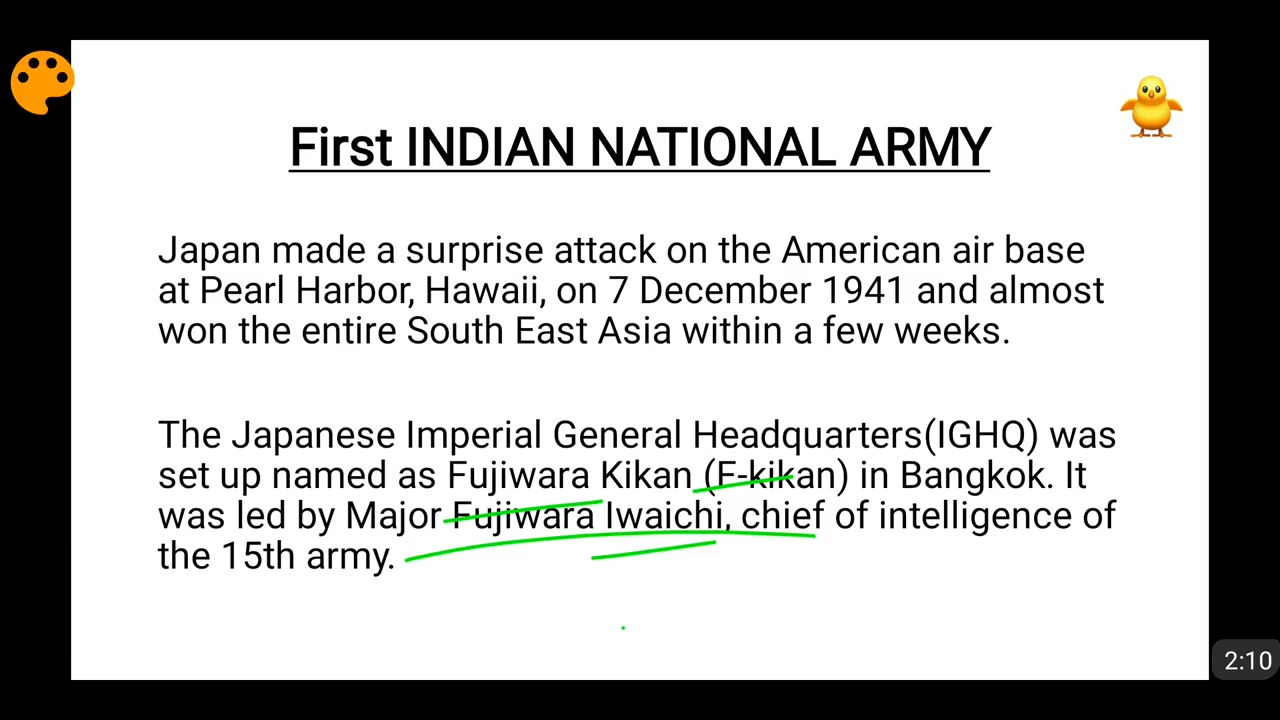 First INDIAN NATIONAL ARMY
Japan made a surprise attack on the American air base
at Pearl Harbor, Hawaii, on 7 December 1941 and almost
won the entire South East Asia within a few weeks.
The Japanese Imperial General Headquarters(IGHQ) was
set up named as Fujiwara Kikan (F-kikan) in Bangkok. It
was led by Major Fujiwara Iwaichi, chief of intelligence of
the 15th army.
2:10